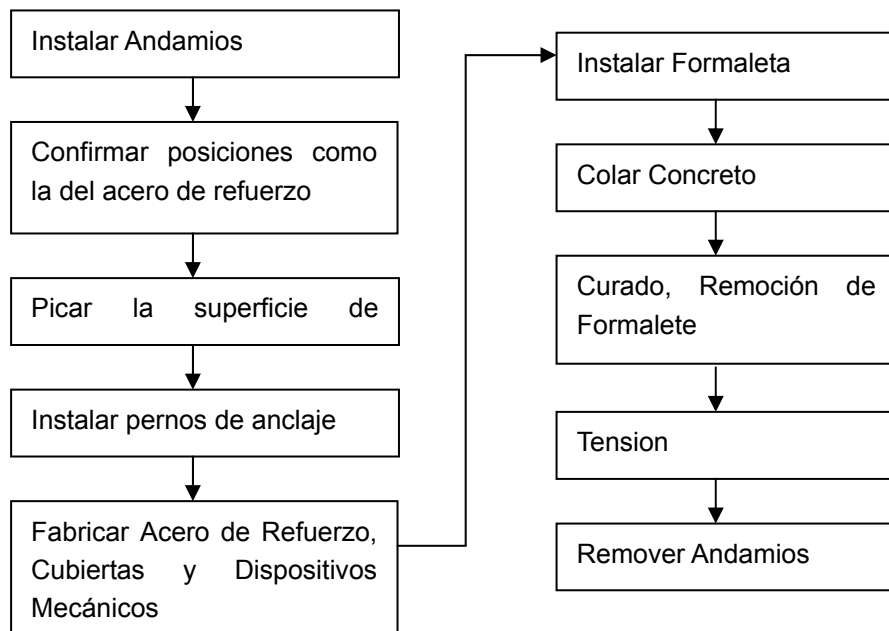 Instalar Andamios
Confirmar posiciones como
la del acero de refuerzo
Picar la superficie de
Instalar pernos de anclaje
Fabricar Acero de Refuerzo,
Cubiertas y Dispositivos
Mecánicos
Instalar Formaleta
Colar Concreto
Curado, Remoción de
Formalete
Tension
Remover Andamios